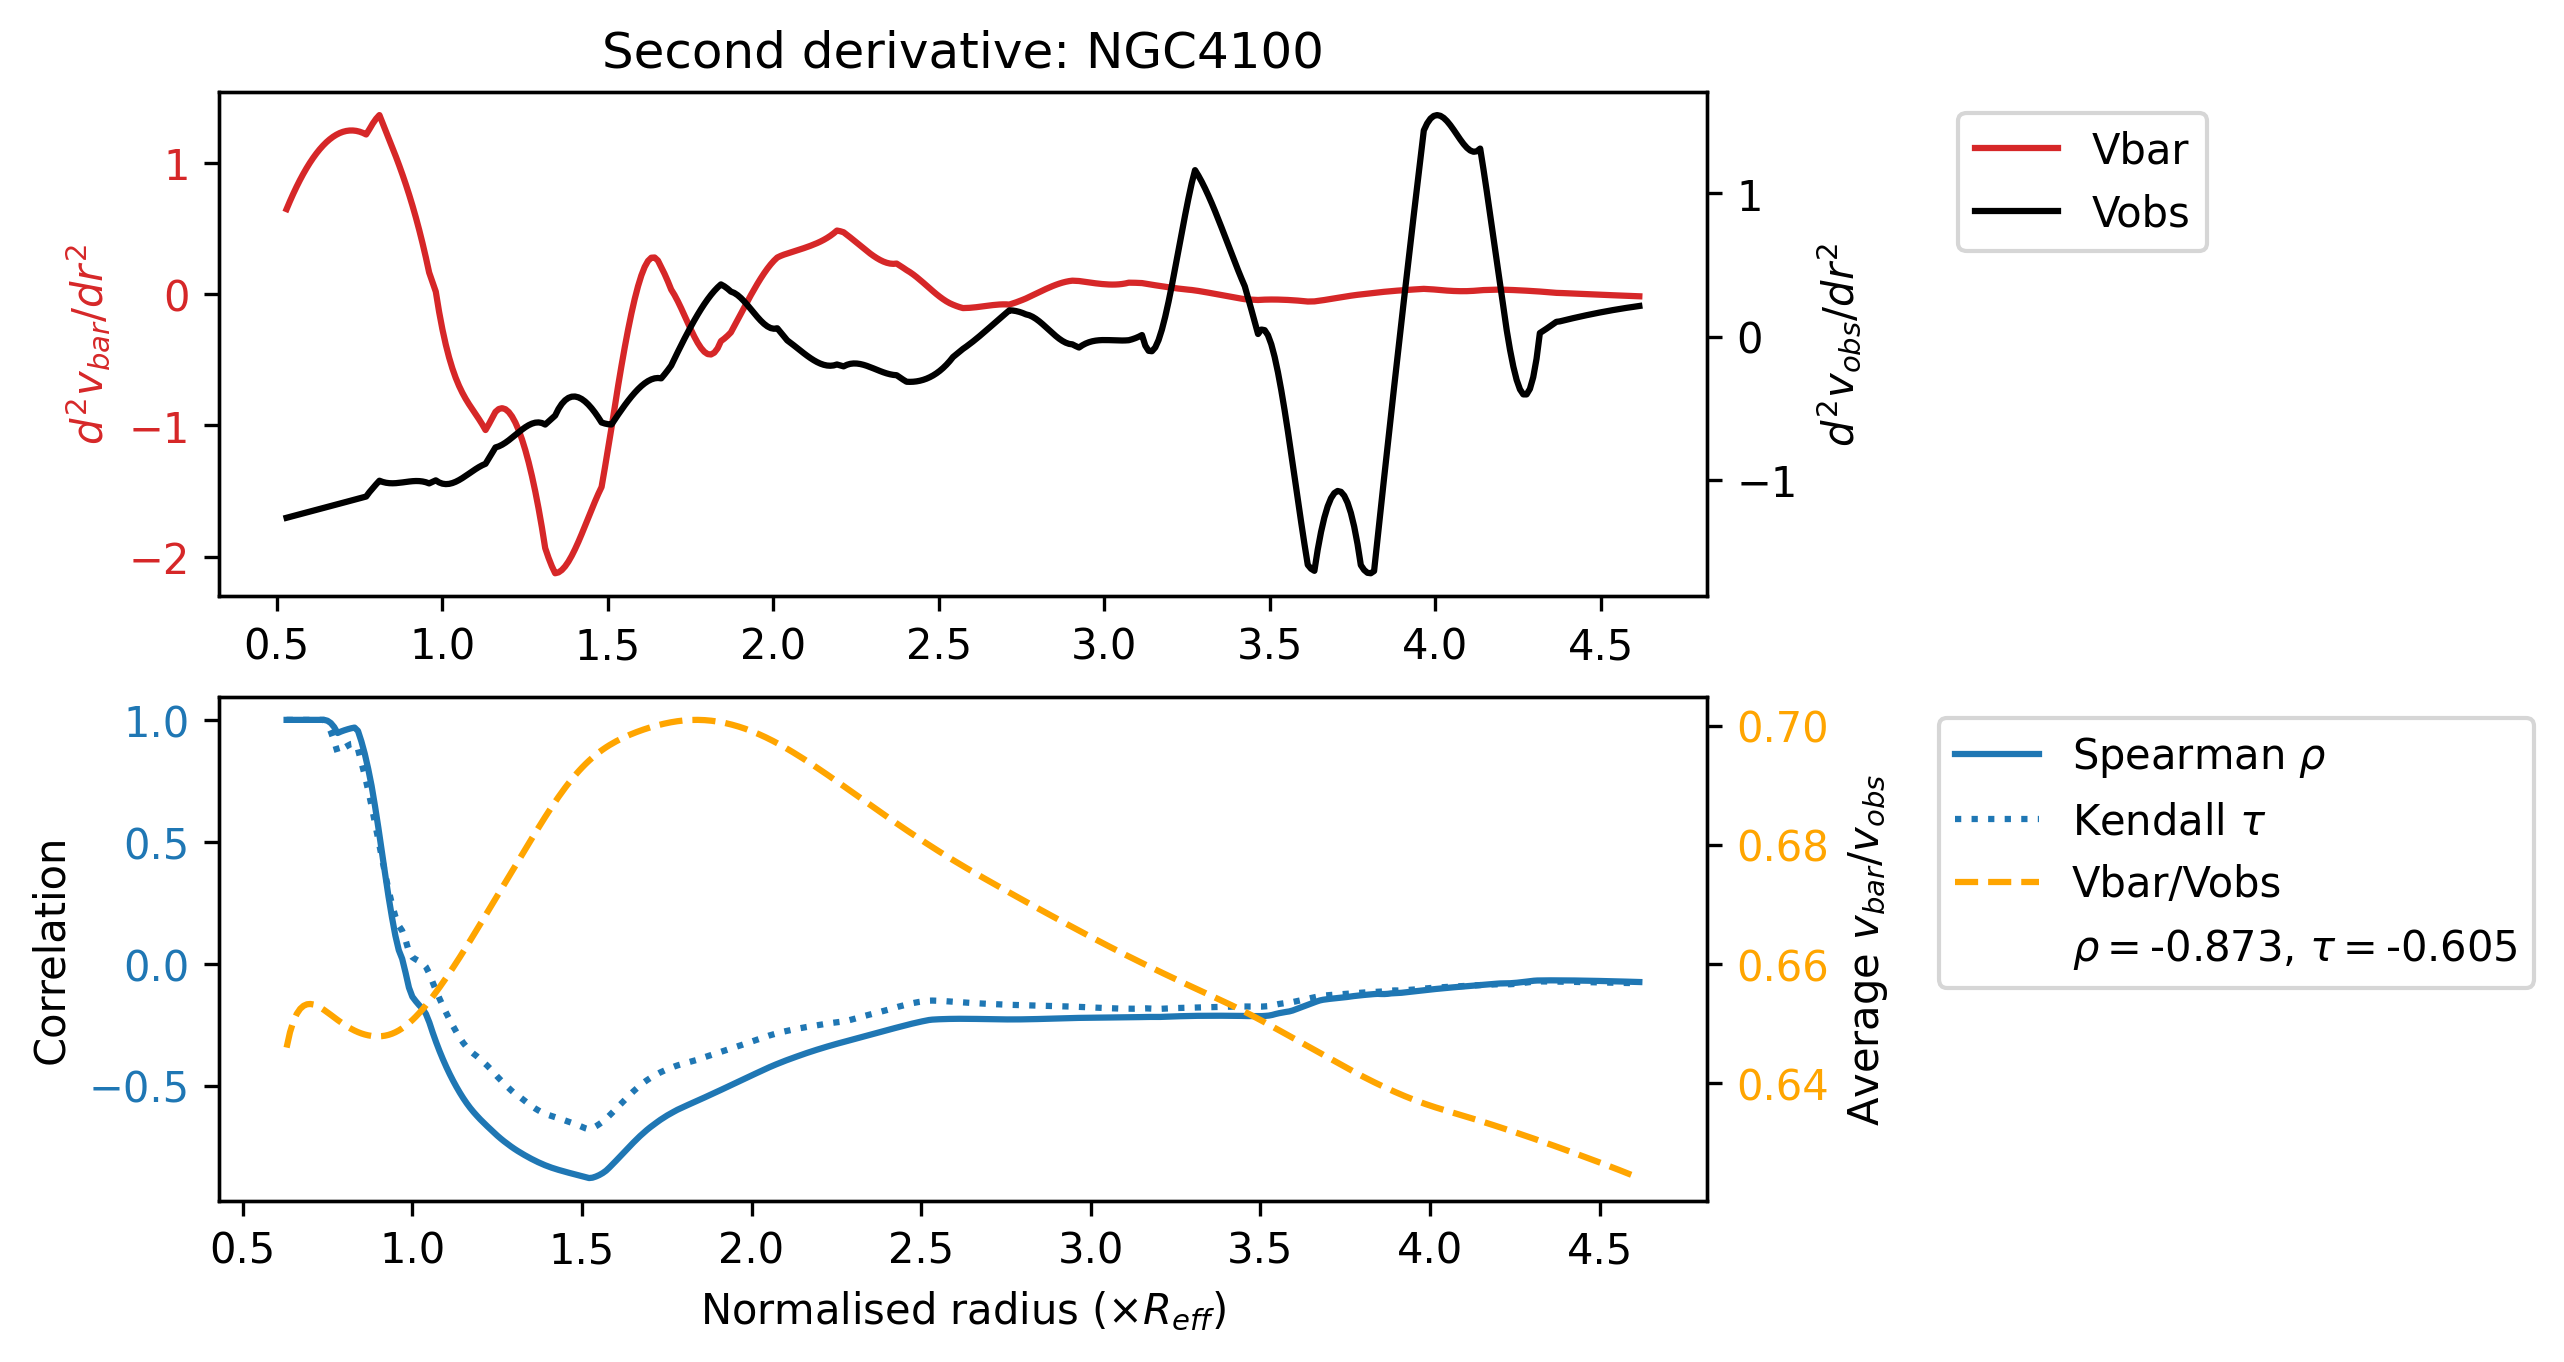 Second derivative: NGC4100
d²v_bar/dr²
1
0
−1
−2
1
0
−1
d²v_obs/dr²
0.5 1.0 1.5 2.0 2.5 3.0 3.5 4.0 4.5
Vbar
Vobs
Correlation
1.0
0.5
0.0
−0.5
0.70
0.68
0.66
0.64
Average v_bar/v_obs
0.5 1.0 1.5 2.0 2.5 3.0 3.5 4.0 4.5
Normalised radius (×R_eff)
Spearman ρ
Kendall τ
Vbar/Vobs
ρ = -0.873, τ = -0.605